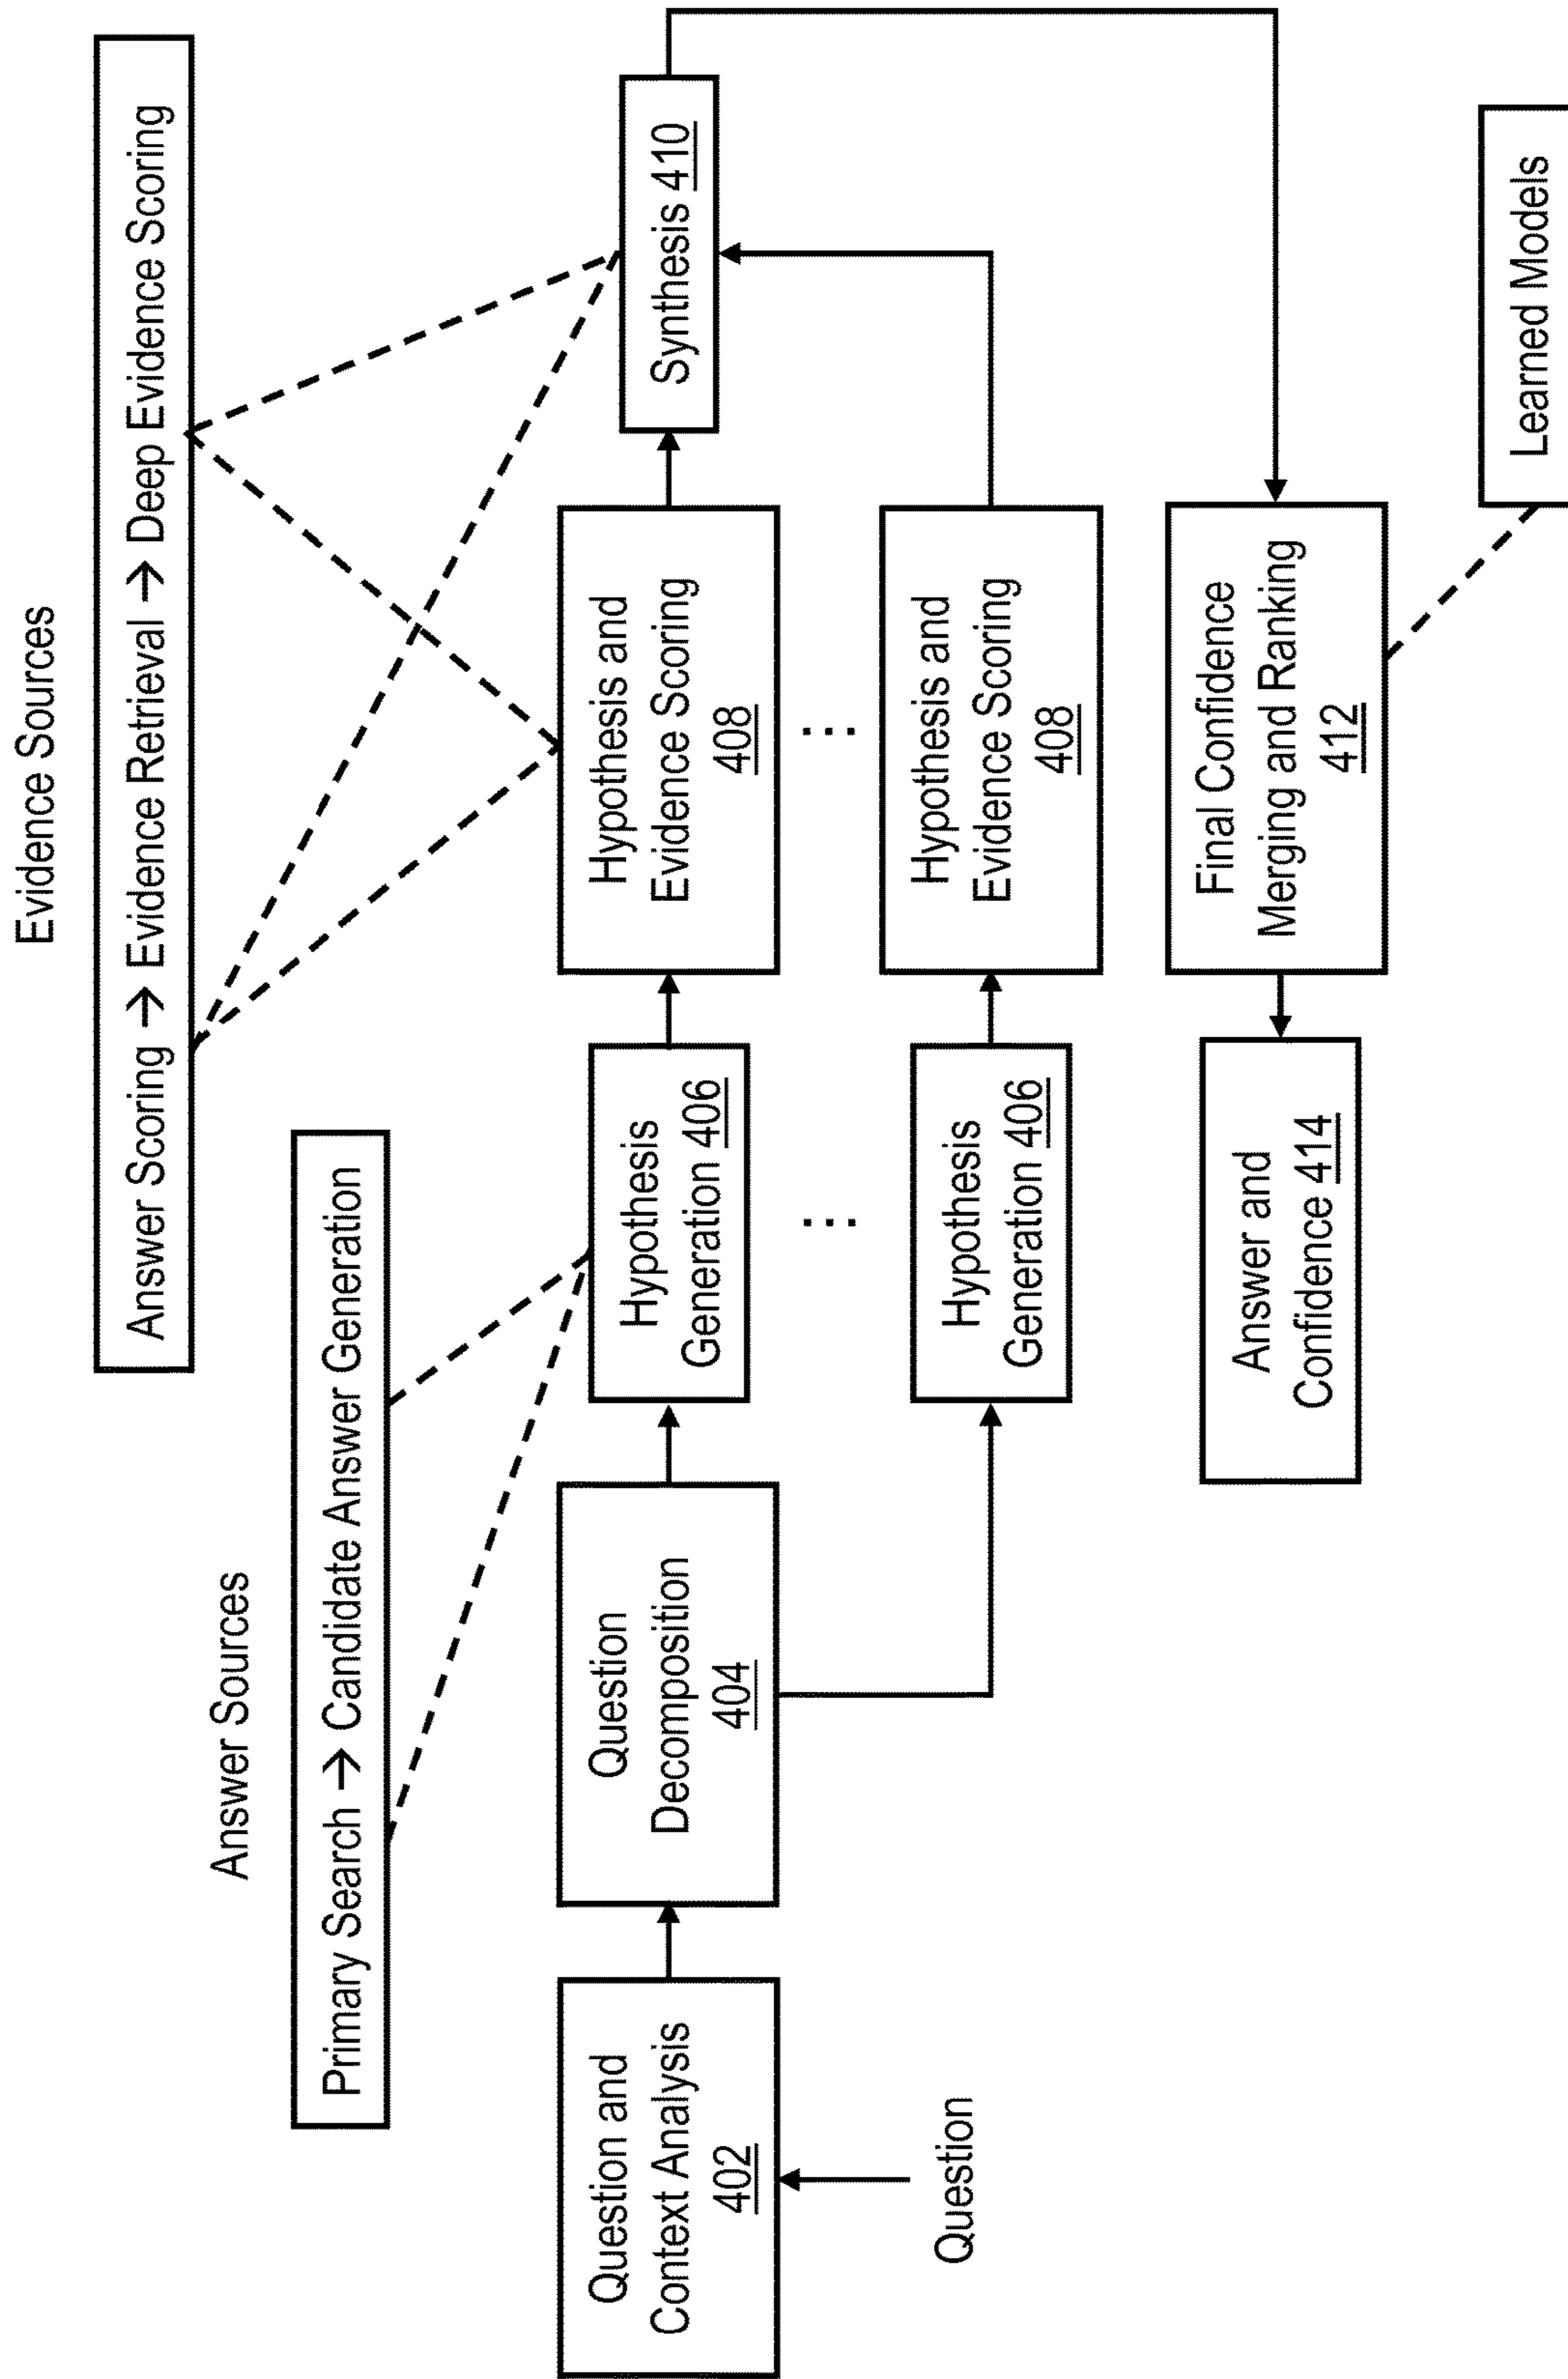 Evidence Sources
Answer Scoring → Evidence Retrieval → Deep Evidence Scoring
Answer Sources
Primary Search → Candidate Answer Generation
Question and
Context Analysis
402
Question
Question
Decomposition
404
Hypothesis
Generation 406
...
Hypothesis
Generation 406
Hypothesis and
Evidence Scoring
408
...
Hypothesis and
Evidence Scoring
408
Synthesis 410
Final Confidence
Merging and Ranking
412
Learned Models
Answer and
Confidence 414